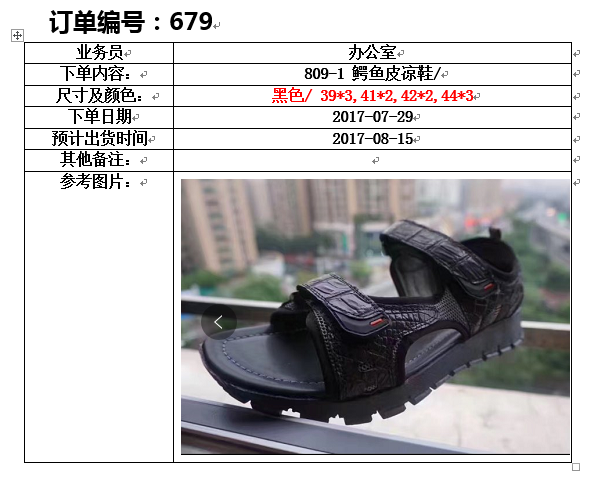 订单编号：679
业务员 办公室
下单内容： 809-1 鳄鱼皮凉鞋/
尺寸及颜色： 黑色/ 39*3,41*2,42*2,44*3
下单日期 2017-07-29
预计出货时间 2017-08-15
其他备注：
参考图片：